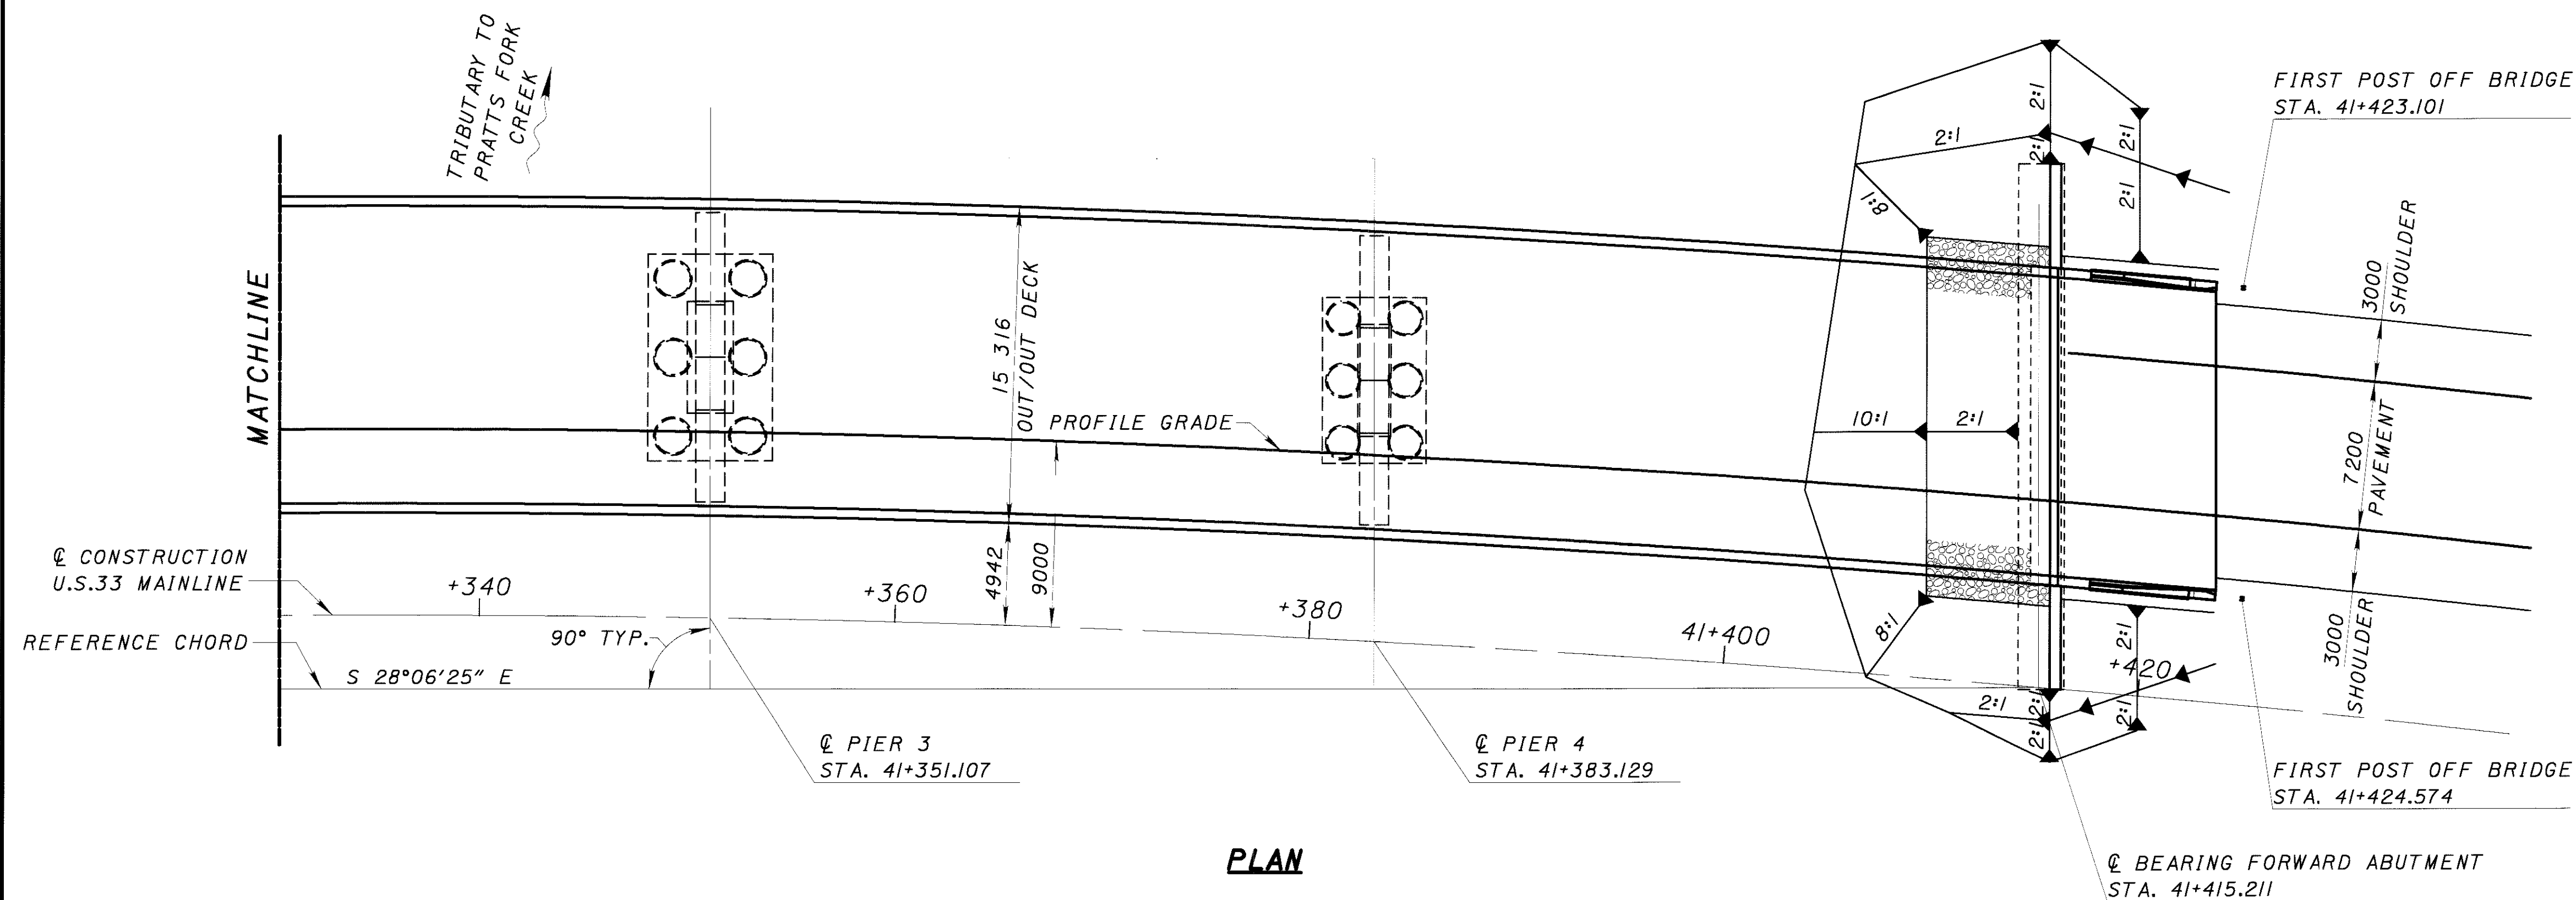 TRIBUTARY TO
PRATTS FORK
CREEK
MATCHLINE
℄ CONSTRUCTION
U.S.33 MAINLINE
REFERENCE CHORD
S 28°06'25" E
90° TYP.
+340
+360
+380
41+400
+420
15 316
OUT/OUT DECK
4942
9000
PROFILE GRADE
℄ PIER 3
STA. 41+351.107
℄ PIER 4
STA. 41+383.129
2:1
2:1
2:1
2:1
2:1
8:1
10:1
2:1
8:1
2:1
2:1
2:1
2:1
2:1
FIRST POST OFF BRIDGE
STA. 41+423.101
3000
SHOULDER
7200
PAVEMENT
3000
SHOULDER
FIRST POST OFF BRIDGE
STA. 41+424.574
℄ BEARING FORWARD ABUTMENT
STA. 41+415.211
PLAN